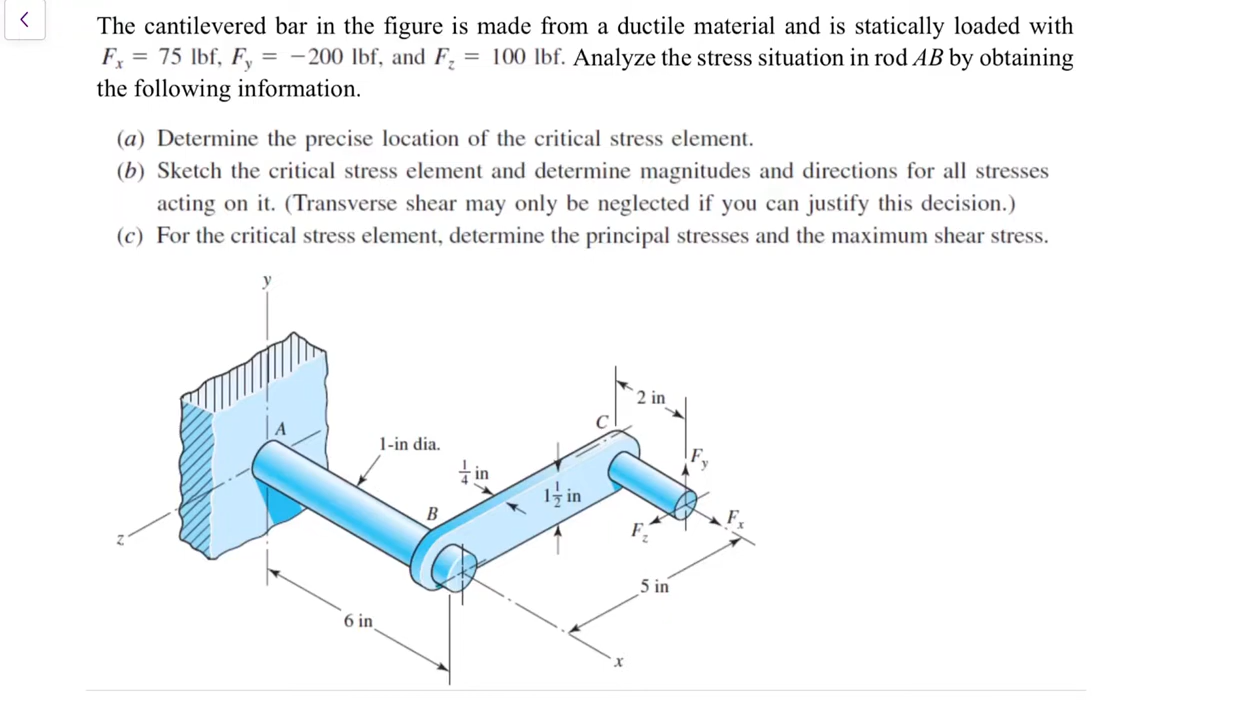 The cantilevered bar in the figure is made from a ductile material and is statically loaded with
Fx = 75 lbf, Fy = −200 lbf, and Fz = 100 lbf. Analyze the stress situation in rod AB by obtaining
the following information.
(a) Determine the precise location of the critical stress element.
(b) Sketch the critical stress element and determine magnitudes and directions for all stresses
acting on it. (Transverse shear may only be neglected if you can justify this decision.)
(c) For the critical stress element, determine the principal stresses and the maximum shear stress.
y
2 in
C
A
1-in dia.
Fy
1/4 in
1 1/2 in
B
Fx
Fz
z
5 in
6 in
x